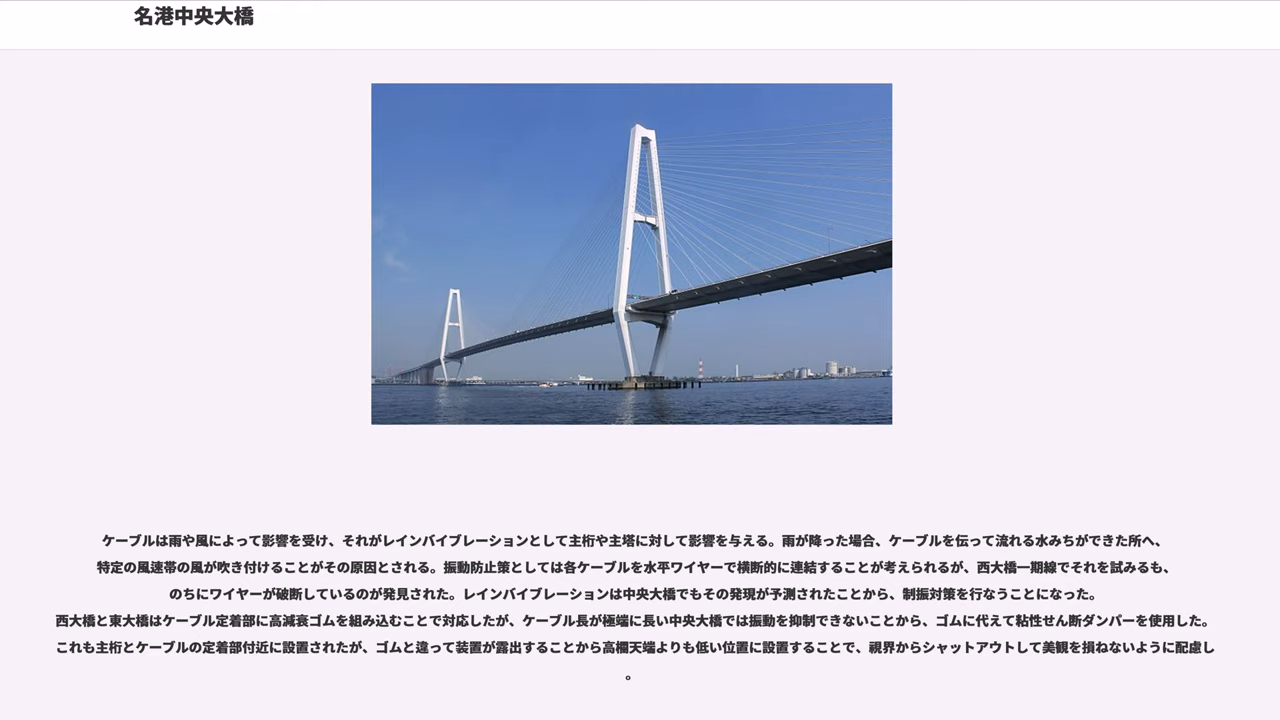 名港中央大橋
ケーブルは雨や風によって影響を受け、それがレインバイブレーションとして主桁や主塔に対して影響を与える。雨が降った場合、ケーブルを伝って流れる水みちができた所へ、
特定の風速帯の風が吹き付けることがその原因とされる。振動防止策としては各ケーブルを水平ワイヤーで横断的に連結することが考えられるが、西大橋一期線でそれを試みるも、
のちにワイヤーが破断しているのが発見された。レインバイブレーションは中央大橋でもその発現が予測されたことから、制振対策を行なうことになった。
西大橋と東大橋はケーブル定着部に高減衰ゴムを組み込むことで対応したが、ケーブル長が極端に長い中央大橋では振動を抑制できないことから、ゴムに代えて粘性せん断ダンパーを使用した。
これも主桁とケーブルの定着部付近に設置されたが、ゴムと違って装置が露出することから高欄天端よりも低い位置に設置することで、視界からシャットアウトして美観を損ねないように配慮し
。